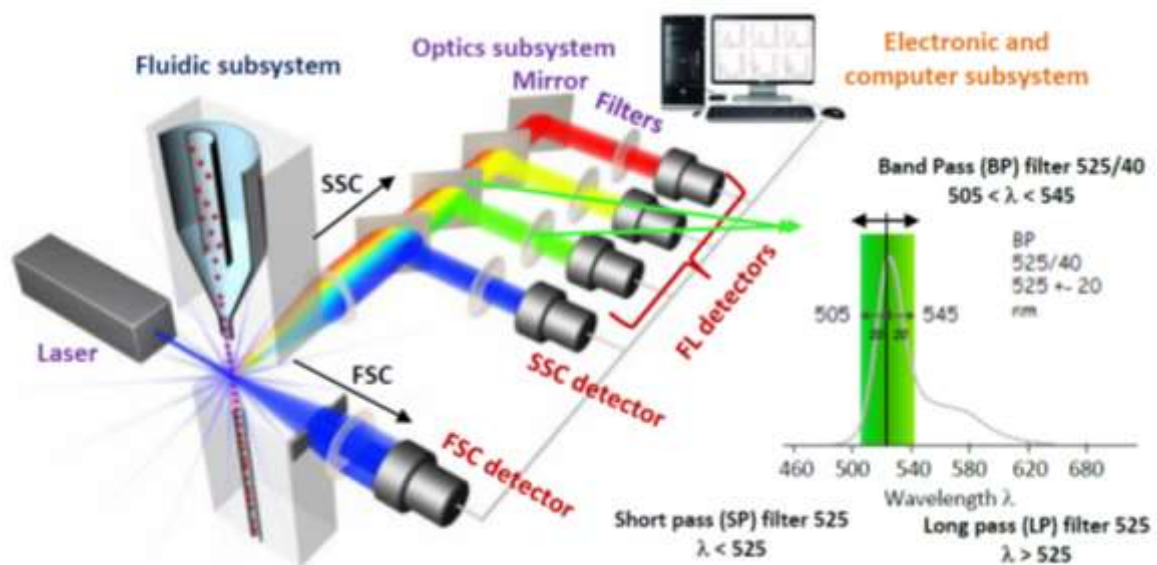 Fluidic subsystem
Optics subsystem
Mirror
Filters
Electronic and
computer subsystem
SSC
Laser
FSC
FSC detector
SSC detector
FL detectors
Band Pass (BP) filter 525/40
505 < λ < 545
BP
525/40
525 +- 20
nm
505
545
20 20
460 500 540 580 620 680
Wavelength λ
Short pass (SP) filter 525
λ < 525
Long pass (LP) filter 525
λ > 525